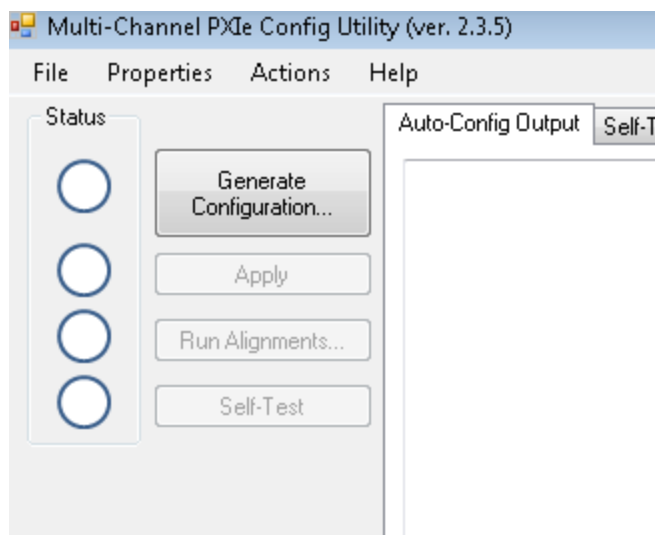 Multi-Channel PXIe Config Utility (ver. 2.3.5)
File Properties Actions Help
Status
Auto-Config Output Self-T
Generate
Configuration...
Apply
Run Alignments...
Self-Test